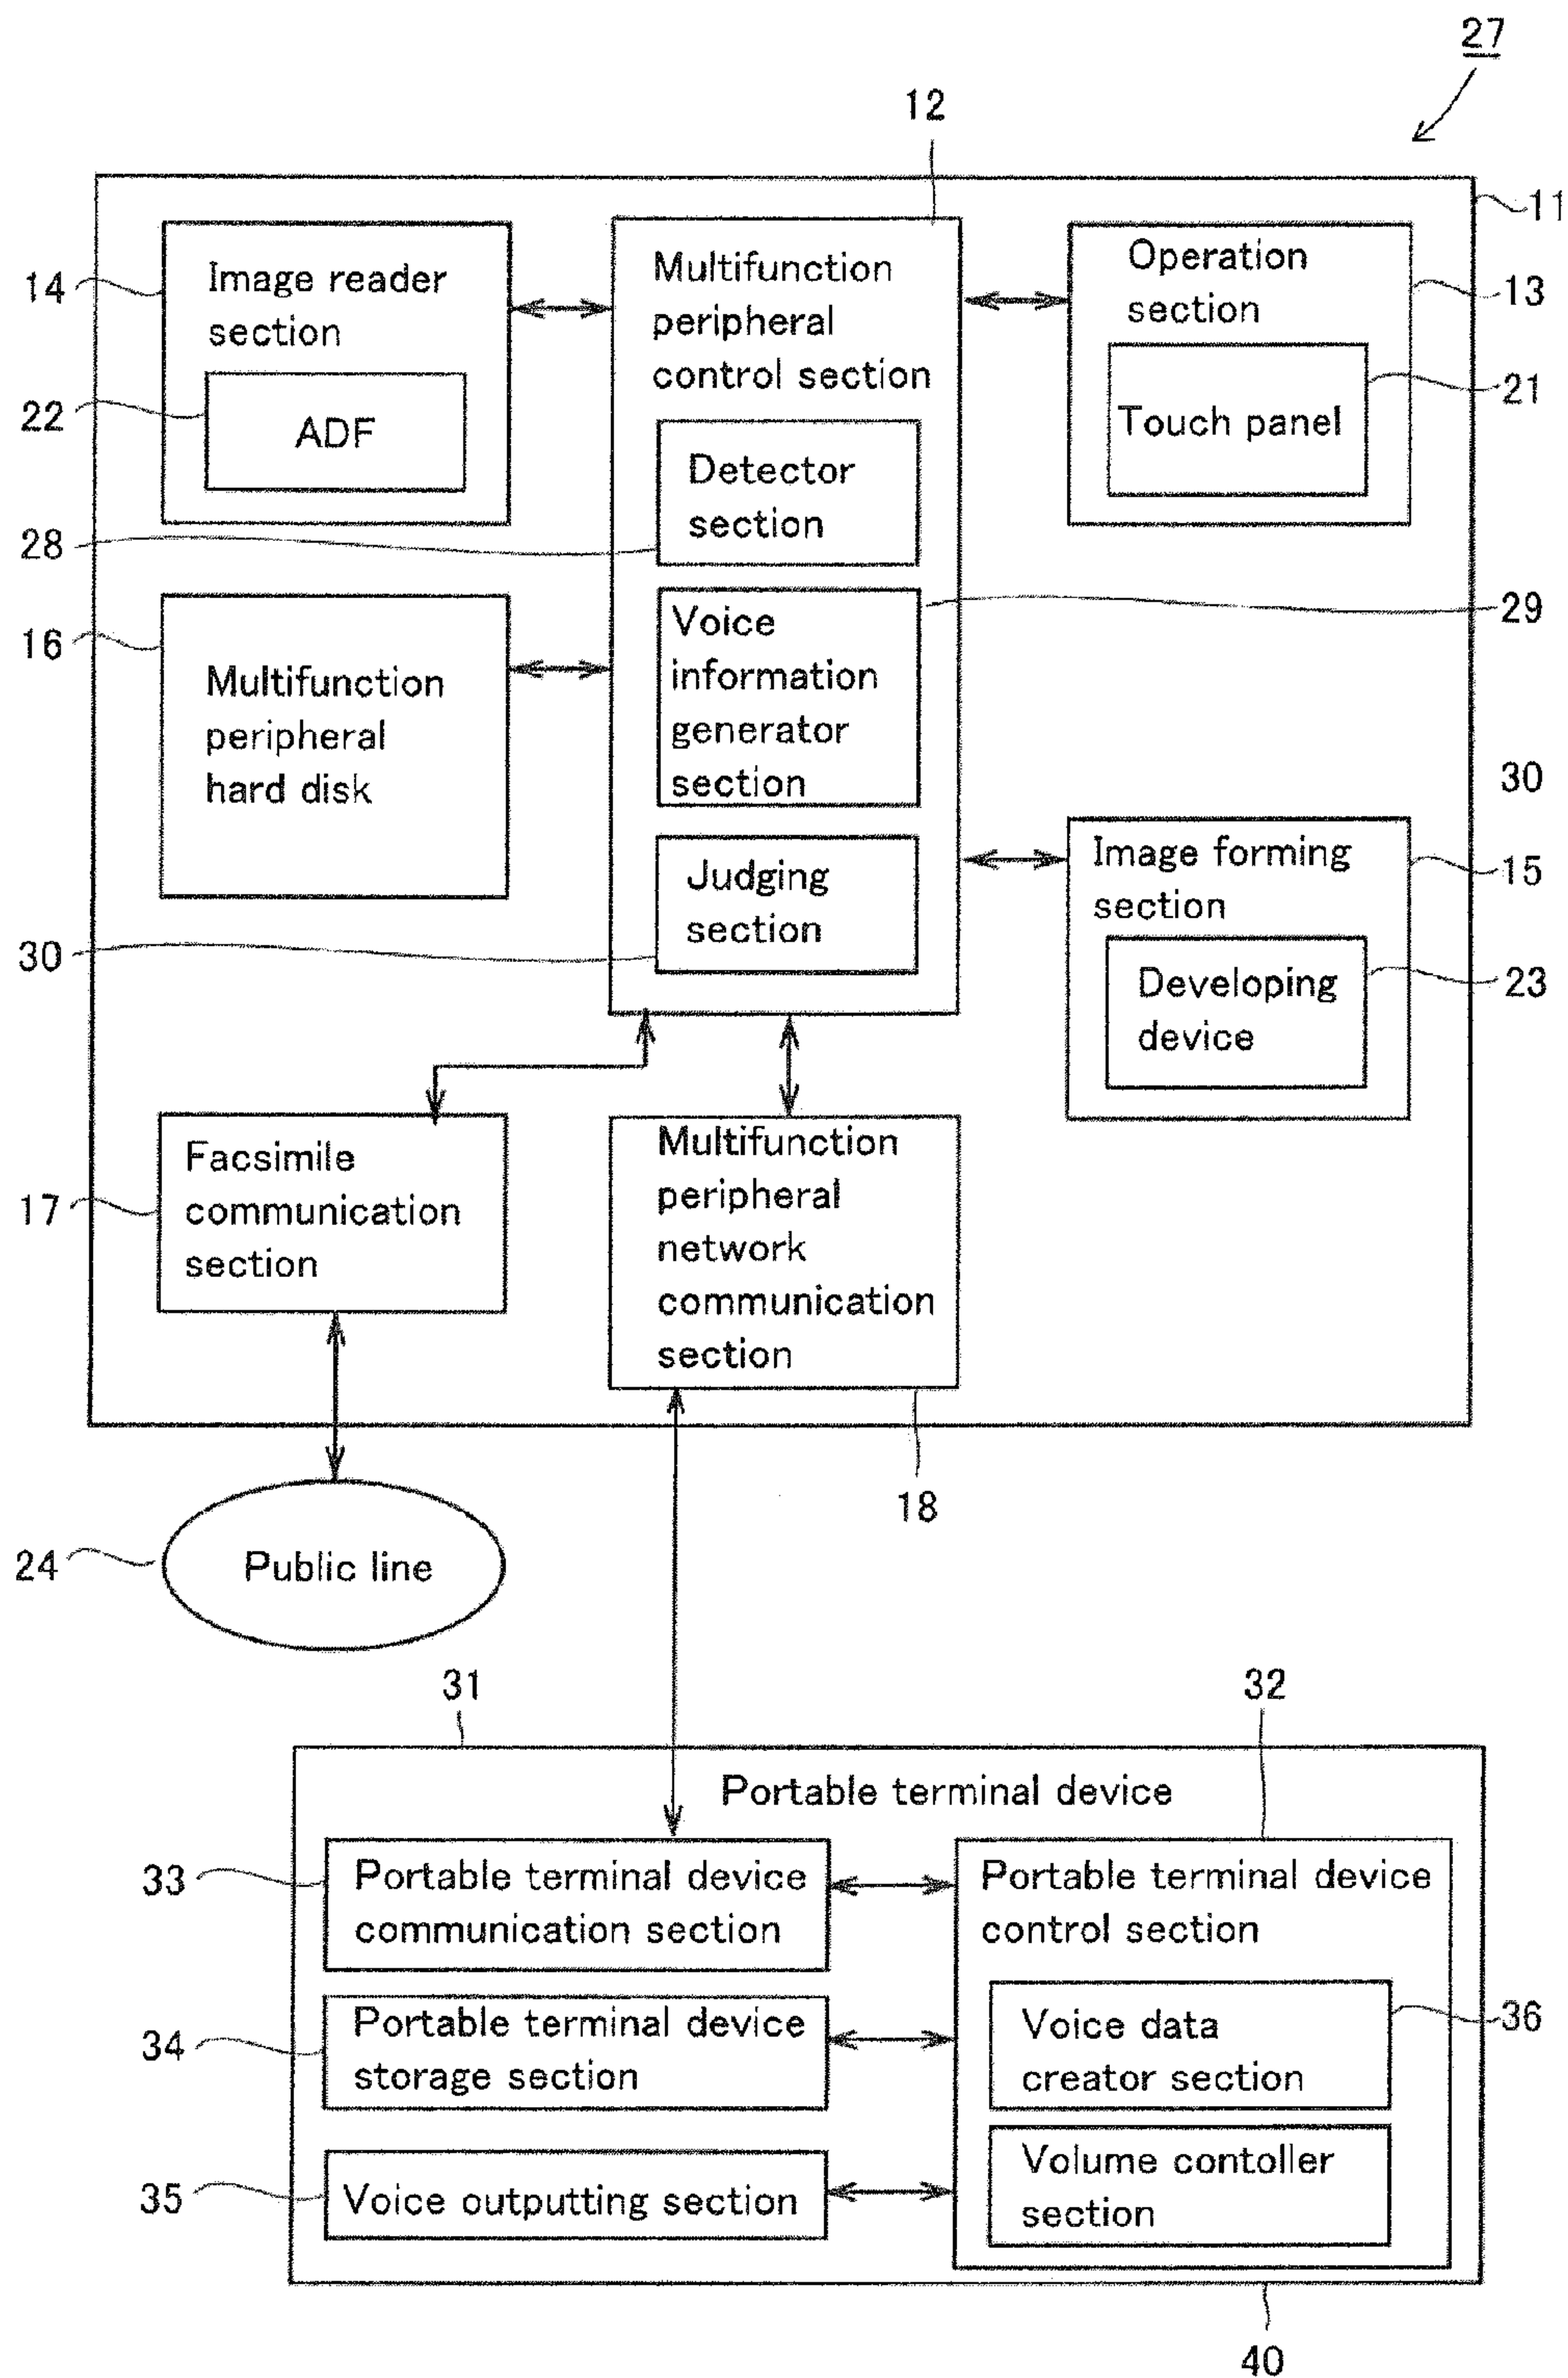 27
12
11
14
Image reader
section
22
ADF
Multifunction
peripheral
control section
Detector
section
28
Voice
information
generator
section
29
Judging
section
30
Operation
section
13
Touch panel
21
16
Multifunction
peripheral
hard disk
30
Image forming
section
15
Developing
device
23
17
Facsimile
communication
section
Multifunction
peripheral
network
communication
section
18
24
Public line
31
32
Portable terminal device
33
Portable terminal device
communication section
34
Portable terminal device
storage section
35
Voice outputting section
Portable terminal device
control section
Voice data
creator section
36
Volume contoller
section
40